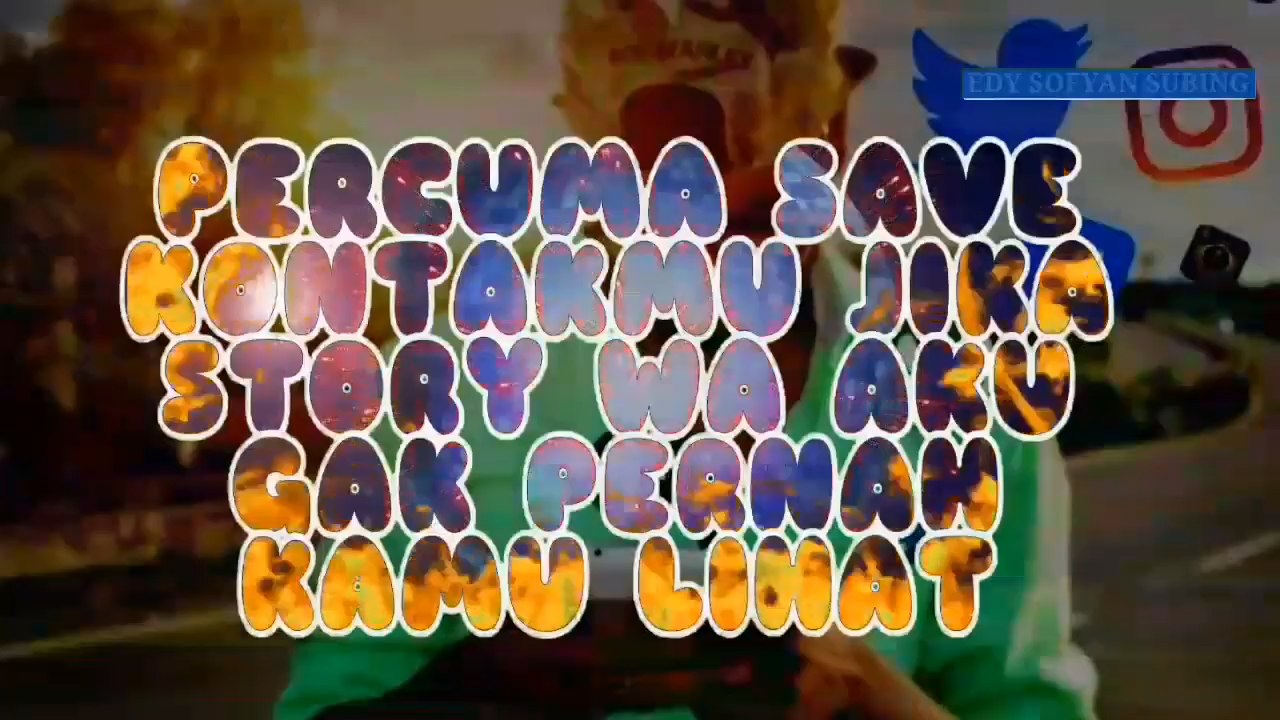 EDY SOFYAN SUBING
PERCUMA SAVE
KONTAKMU JIKA
STORY WA AKU
GAK PERNAH
KAMU LIHAT